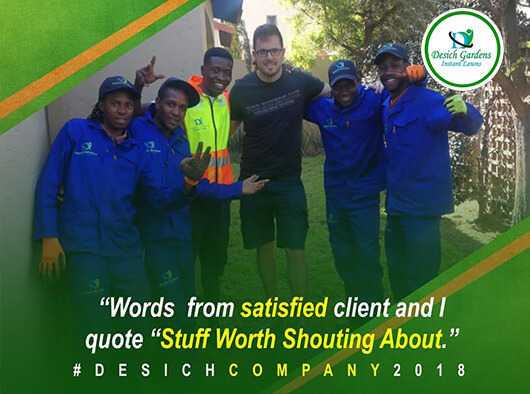 Desich Gardens
Instant Lawns
“Words from satisfied client and I
quote “Stuff Worth Shouting About.”
#DESICHCOMPANY2018